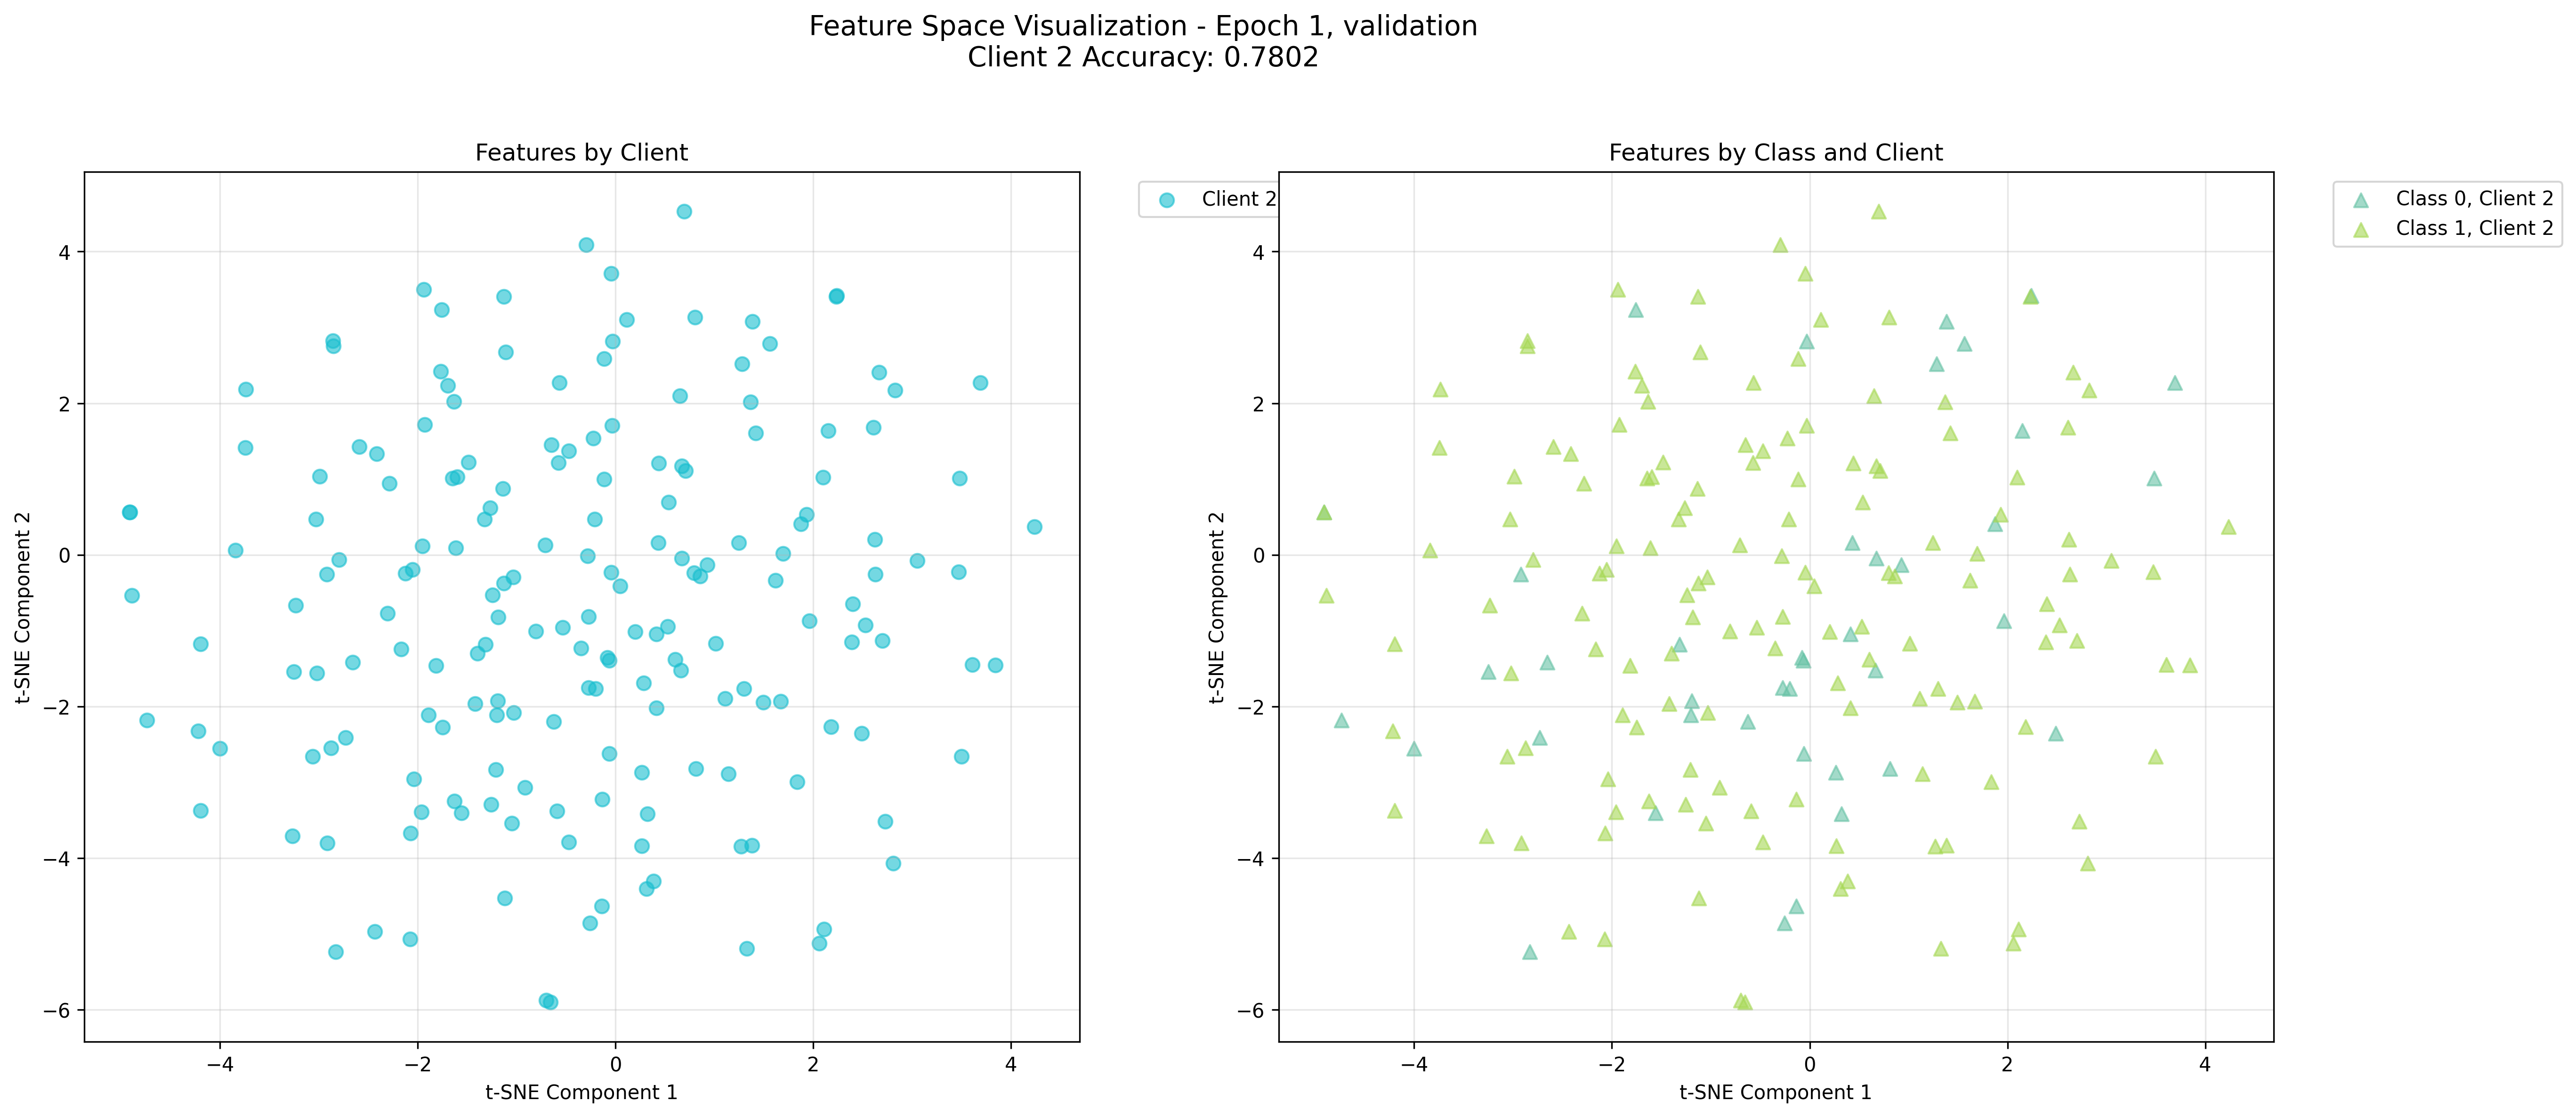 Feature Space Visualization - Epoch 1, validation
Client 2 Accuracy: 0.7802
Features by Client
t-SNE Component 2
4
2
0
−2
−4
−6
−4
−2
0
2
4
t-SNE Component 1
Client 2
Features by Class and Client
t-SNE Component 2
4
2
0
−2
−4
−6
−4
−2
0
2
4
t-SNE Component 1
Class 0, Client 2
Class 1, Client 2